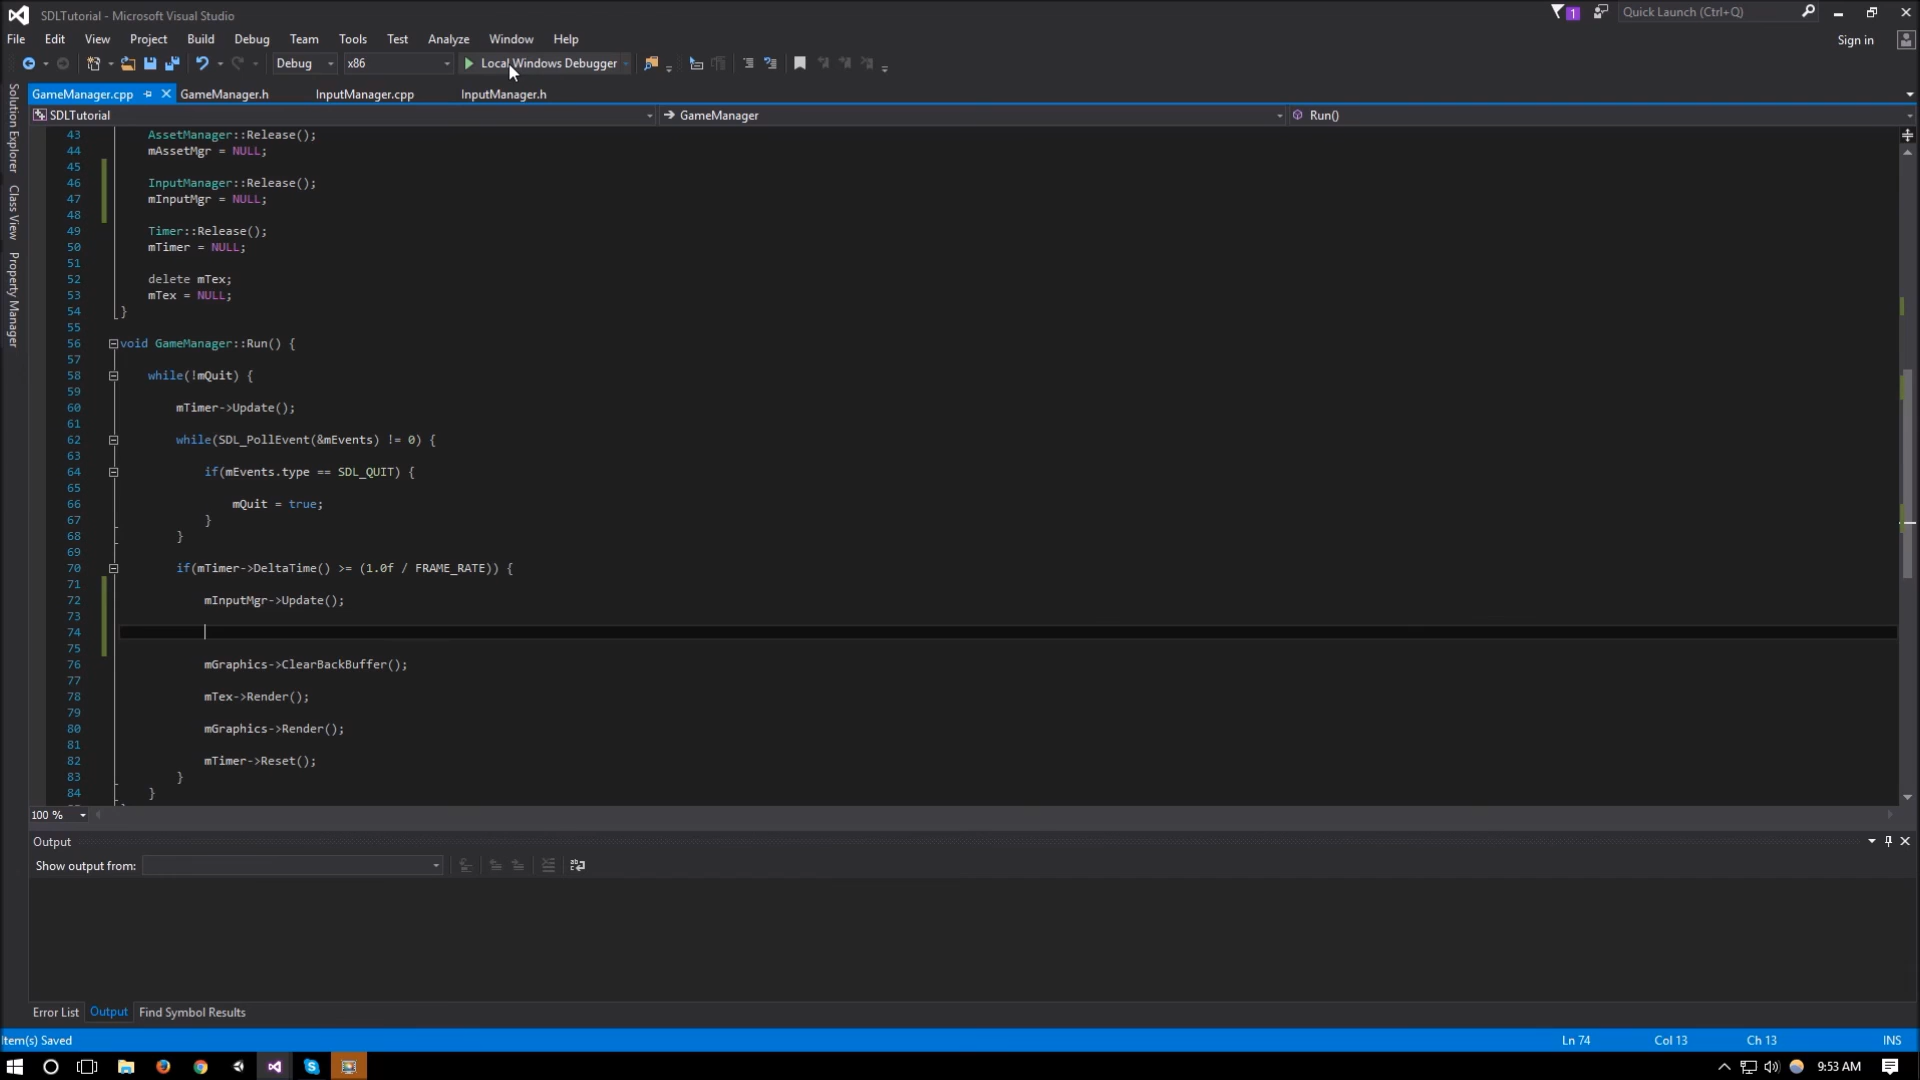 SDLTutorial - Microsoft Visual Studio
1
Quick Launch (Ctrl+Q)
File Edit View Project Build Debug Team Tools Test Analyze Window Help
Sign in
Debug x86 Local Windows Debugger
GameManager.cpp GameManager.h InputManager.cpp InputManager.h
SDLTutorial GameManager Run()
Solution Explorer
Class View
Property Manager
43 AssetManager::Release();
44 mAssetMgr = NULL;
45
46 InputManager::Release();
47 mInputMgr = NULL;
48
49 Timer::Release();
50 mTimer = NULL;
51
52 delete mTex;
53 mTex = NULL;
54 }
55
56 void GameManager::Run() {
57
58 while(!mQuit) {
59
60 mTimer->Update();
61
62 while(SDL_PollEvent(&mEvents) != 0) {
63
64 if(mEvents.type == SDL_QUIT) {
65
66 mQuit = true;
67 }
68 }
69
70 if(mTimer->DeltaTime() >= (1.0f / FRAME_RATE)) {
71
72 mInputMgr->Update();
73
74
75
76 mGraphics->ClearBackBuffer();
77
78 mTex->Render();
79
80 mGraphics->Render();
81
82 mTimer->Reset();
83 }
84 }
100 %
Output
Show output from:
Error List Output Find Symbol Results
Item(s) Saved Ln 74 Col 13 Ch 13 INS
9:53 AM